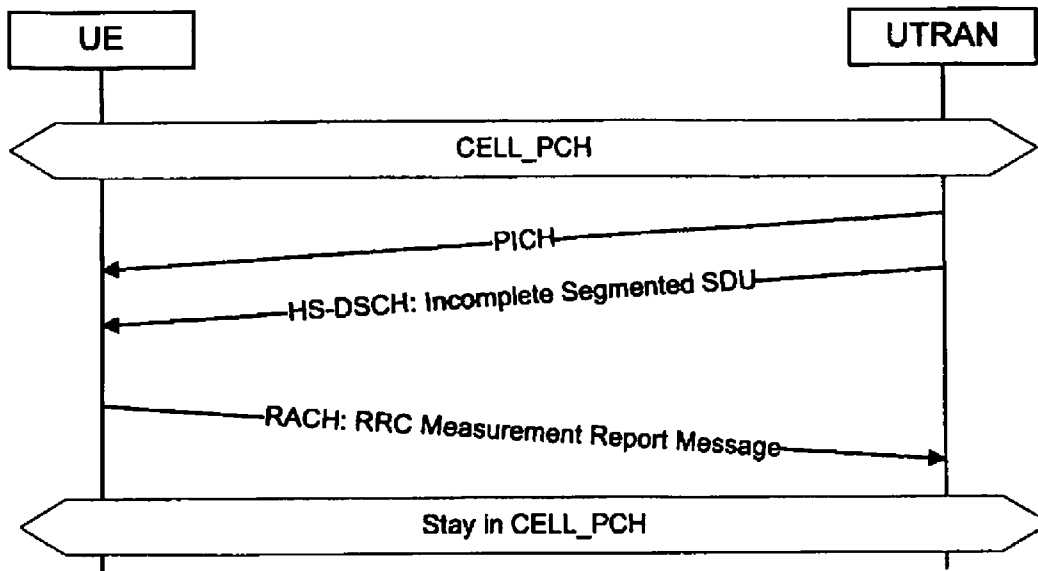 UE
UTRAN
CELL_PCH
PICH
HS-DSCH: Incomplete Segmented SDU
RACH: RRC Measurement Report Message
Stay in CELL_PCH